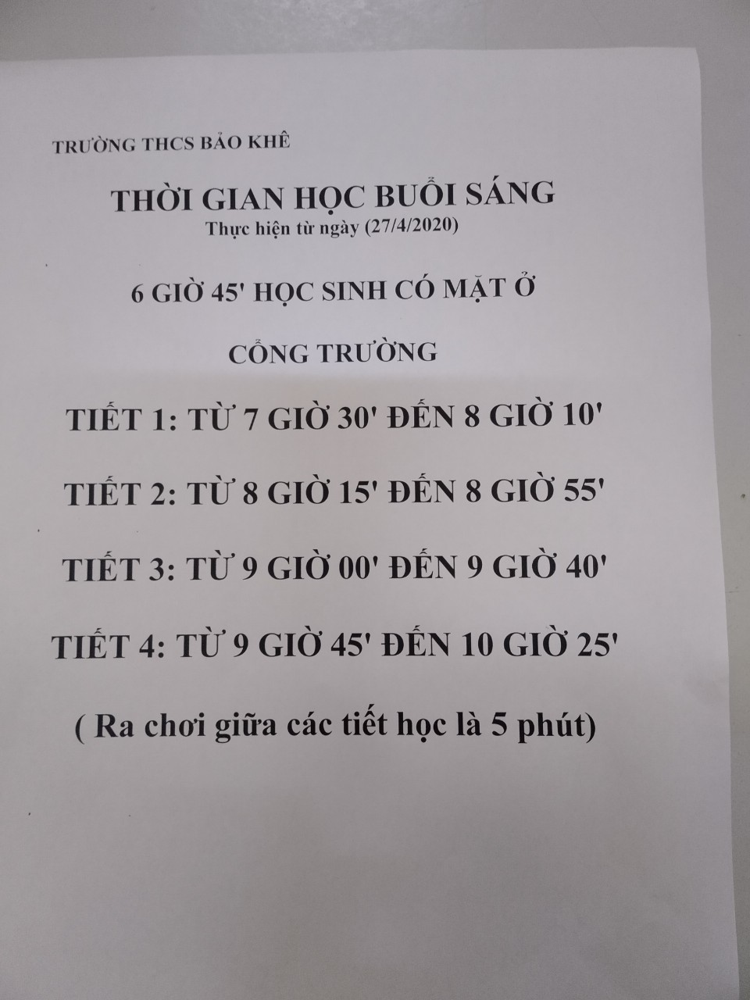 TRƯỜNG THCS BẢO KHÊ
THỜI GIAN HỌC BUỔI SÁNG
Thực hiện từ ngày (27/4/2020)
6 GIỜ 45' HỌC SINH CÓ MẶT Ở
CỔNG TRƯỜNG
TIẾT 1: TỪ 7 GIỜ 30' ĐẾN 8 GIỜ 10'
TIẾT 2: TỪ 8 GIỜ 15' ĐẾN 8 GIỜ 55'
TIẾT 3: TỪ 9 GIỜ 00' ĐẾN 9 GIỜ 40'
TIẾT 4: TỪ 9 GIỜ 45' ĐẾN 10 GIỜ 25'
( Ra chơi giữa các tiết học là 5 phút)